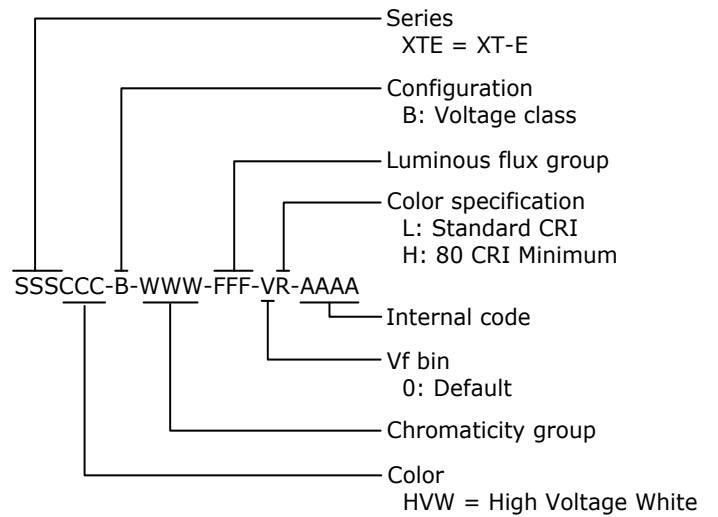 Series
XTE = XT-E
Configuration
B: Voltage class
Luminous flux group
Color specification
L: Standard CRI
H: 80 CRI Minimum
SSSCCC-B-WWW-FFF-VR-AAAA
Internal code
Vf bin
0: Default
Chromaticity group
Color
HVW = High Voltage White